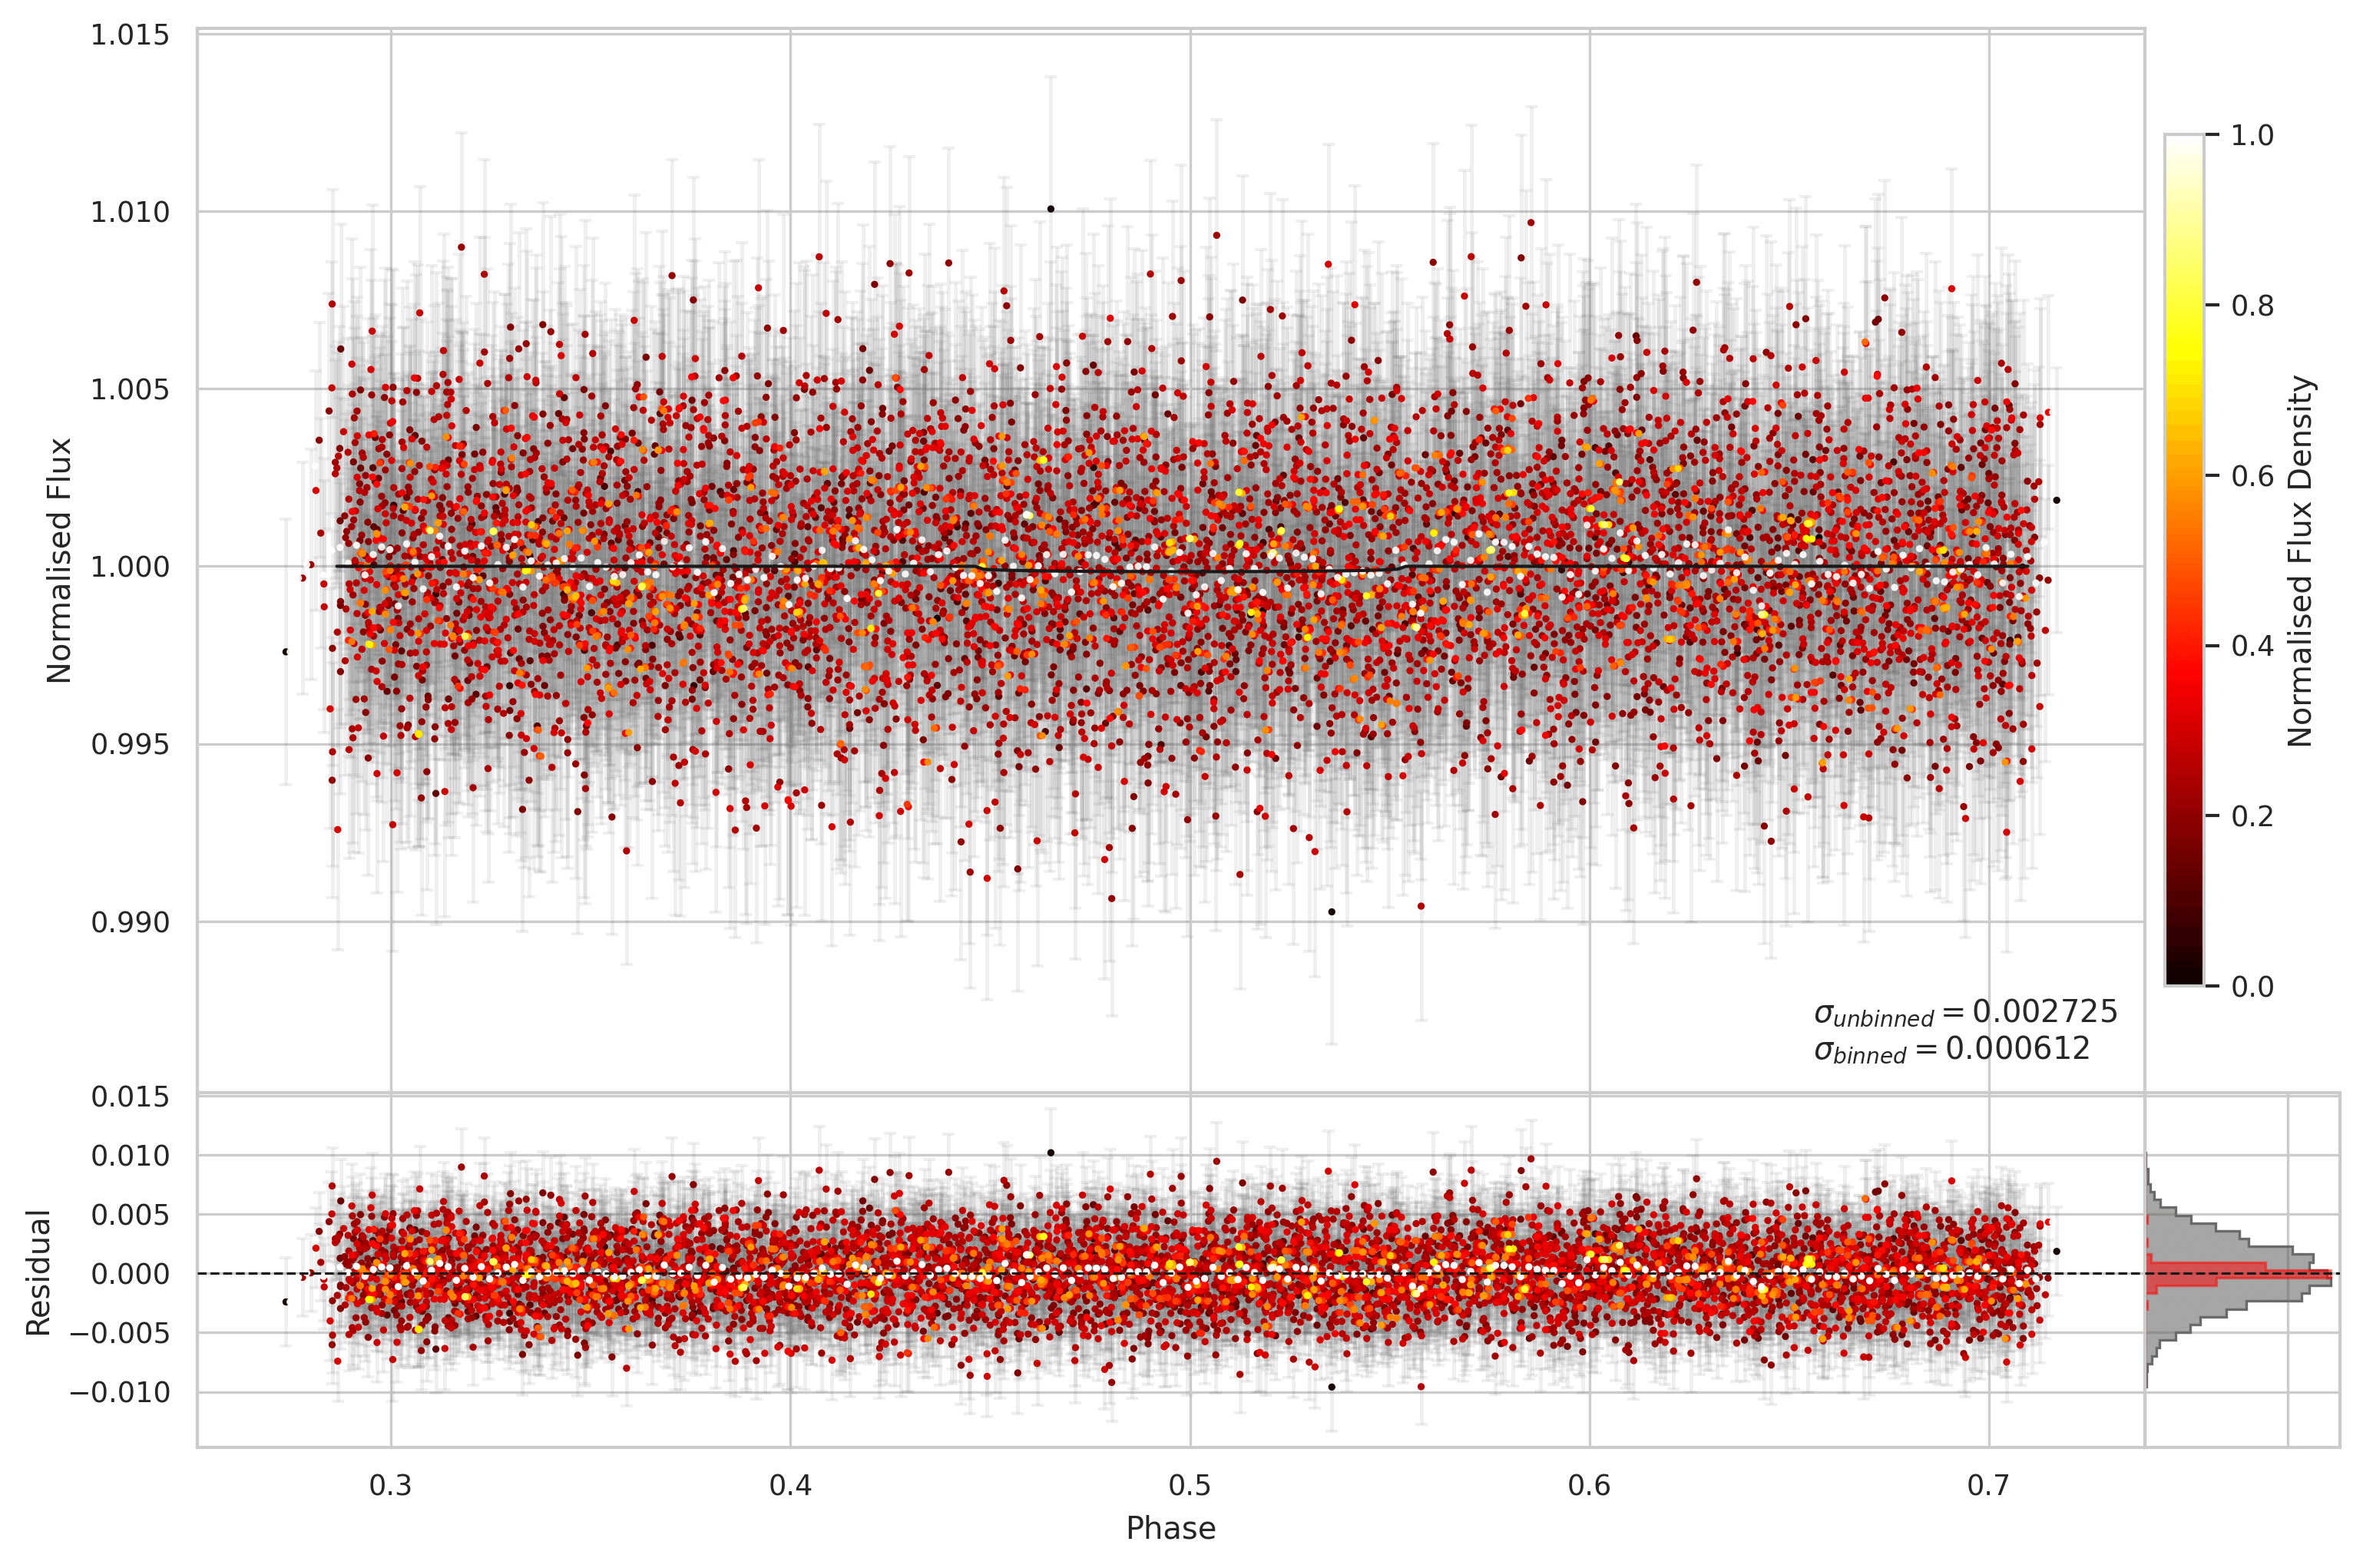 1.015
1.010
1.005
1.000
0.995
0.990
Normalised Flux
σunbinned = 0.002725
σbinned = 0.000612
1.0
0.8
0.6
0.4
0.2
0.0
Normalised Flux Density
0.015
0.010
0.005
0.000
−0.005
−0.010
Residual
0.3 0.4 0.5 0.6 0.7
Phase